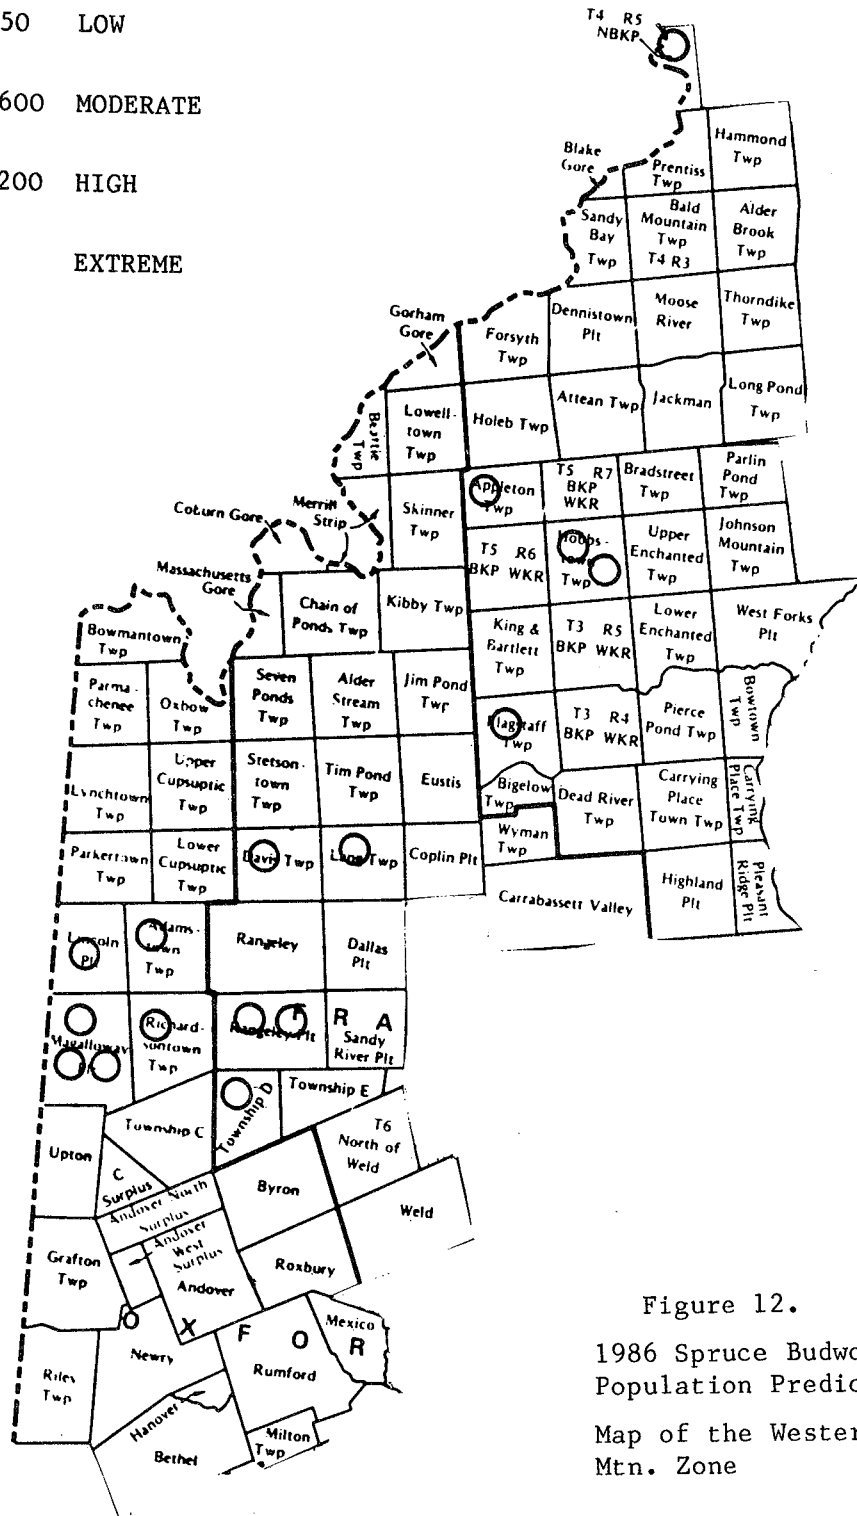 50 LOW
600 MODERATE
200 HIGH
EXTREME
T4 R5
NBKP
Hammond
Twp
Blake
Gore
Prentiss
Twp
Sandy
Bay
Twp
Bald
Mountain
Twp
T4 R3
Alder
Brook
Twp
Gorham
Gore
Forsyth
Twp
Dennistown
Plt
Moose
River
Thorndike
Twp
Beattie
Twp
Lowell-
town
Twp
Holeb Twp
Attean Twp
Jackman
Long Pond
Twp
Coburn Gore
Merrill
Strip
Skinner
Twp
Appleton
Twp
T5 R7
BKP
WKR
Bradstreet
Twp
Parlin
Pond
Twp
Massachusetts
Gore
T5 R6
BKP WKR
Hobbs-
town
Twp
Upper
Enchanted
Twp
Johnson
Mountain
Twp
Bowmantown
Twp
Chain of
Ponds Twp
Kibby Twp
King &
Bartlett
Twp
T3 R5
BKP WKR
Lower
Enchanted
Twp
West Forks
Plt
Parma-
chenee
Twp
Oxbow
Twp
Seven
Ponds
Twp
Alder
Stream
Twp
Jim Pond
Twp
Flagstaff
Twp
T3 R4
BKP WKR
Pierce
Pond Twp
Bowtown
Twp
Lynchtown
Twp
Upper
Cupsuptic
Twp
Stetson-
town
Twp
Tim Pond
Twp
Eustis
Bigelow
Twp
Dead River
Twp
Carrying
Place
Town Twp
Carrying
Place Twp
Parkertown
Twp
Lower
Cupsuptic
Twp
Davis Twp
Lang Twp
Coplin Plt
Wyman
Twp
Carrabassett Valley
Highland
Plt
Pleasant
Ridge Plt
Lincoln
Plt
Adams-
town
Twp
Rangeley
Dallas
Plt
Magalloway
Plt
Richard-
sontown
Twp
Rangeley Plt
F R A
Sandy
River Plt
Township C
Township D
Township E
Upton
C
Surplus
T6
North of
Weld
Andover North
Surplus
Byron
Weld
Grafton
Twp
Andover
West
Surplus
Andover
Roxbury
O X F O R
Riley
Twp
Newry
Rumford
Mexico
Hanover
Bethel
Milton
Twp
Figure 12.
1986 Spruce Budwo
Population Predic
Map of the Wester
Mtn. Zone